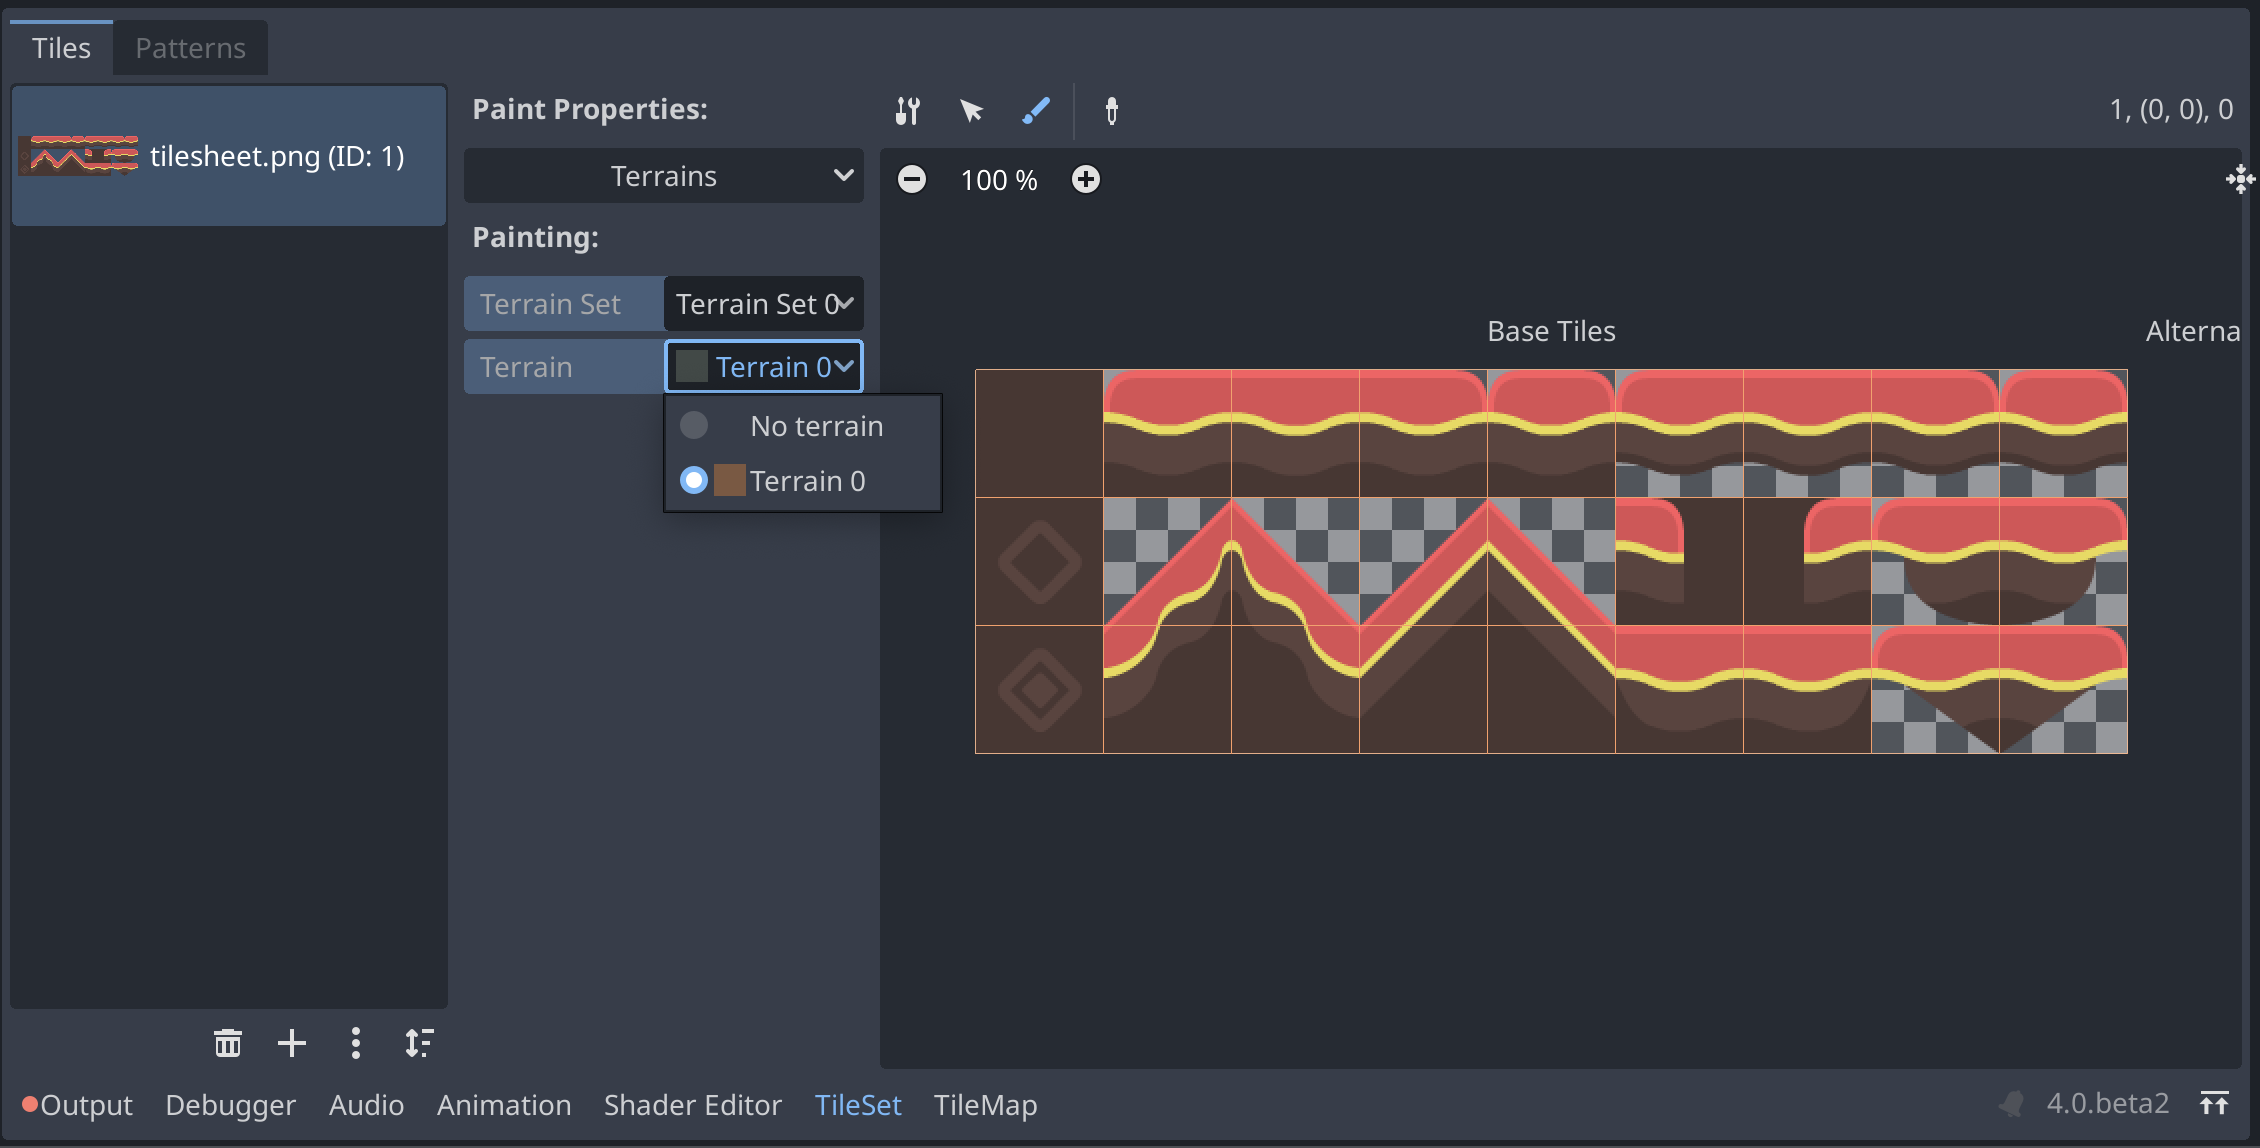 Tiles
Patterns
tilesheet.png (ID: 1)
Paint Properties:
Terrains
Painting:
Terrain Set
Terrain Set 0
Terrain
Terrain 0
No terrain
Terrain 0
1, (0, 0), 0
100 %
Base Tiles
Alterna
Output
Debugger
Audio
Animation
Shader Editor
TileSet
TileMap
4.0.beta2